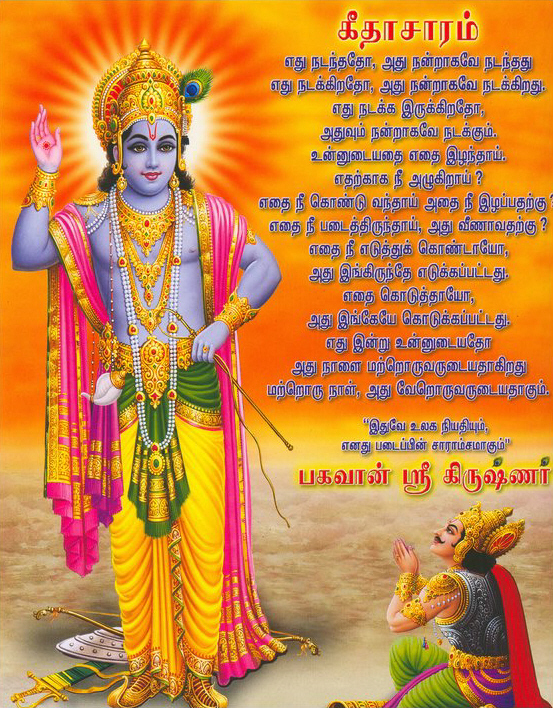 கீதாசாரம்
எது நடந்ததோ, அது நன்றாகவே நடந்தது
எது நடக்கிறதோ, அது நன்றாகவே நடக்கிறது.
எது நடக்க இருக்கிறதோ,
அதுவும் நன்றாகவே நடக்கும்.
உன்னுடையதை எதை இழந்தாய்.
எதற்காக நீ அழுகிறாய் ?
எதை நீ கொண்டு வந்தாய் அதை நீ இழப்பதற்கு ?
எதை நீ படைத்திருந்தாய், அது வீணாவதற்கு ?
எதை நீ எடுத்துக் கொண்டாயோ,
அது இங்கிருந்தே எடுக்கப்பட்டது.
எதை கொடுத்தாயோ,
அது இங்கேயே கொடுக்கப்பட்டது.
எது இன்று உன்னுடையதோ
அது நாளை மற்றொருவருடையதாகிறது
மற்றொரு நாள், அது வேறொருவருடையதாகும்.
"இதுவே உலக நியதியும்,
எனது படைப்பின் சாராம்சமாகும்"
பகவான் ஸ்ரீ கிருஷ்ணர்